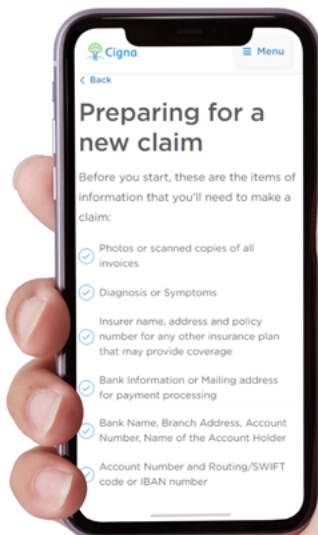 Cigna
≡ Menu
< Back
Preparing for a
new claim
Before you start, these are the items of
information that you'll need to make a
claim:
Photos or scanned copies of all
invoices
Diagnosis or Symptoms
Insurer name, address and policy
number for any other insurance plan
that may provide coverage
Bank Information or Mailing address
for payment processing
Bank Name, Branch Address, Account
Number, Name of the Account Holder
Account Number and Routing/SWIFT
code or IBAN number